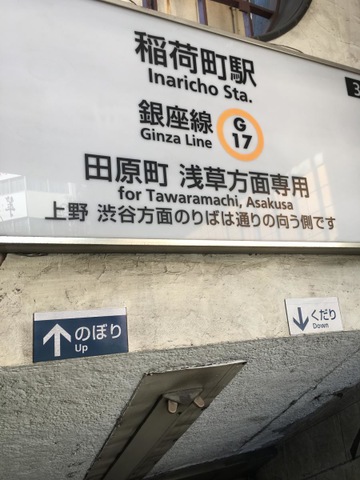 稲荷町駅
Inaricho Sta.
銀座線
Ginza Line
G
17
田原町 浅草方面専用
for Tawaramachi, Asakusa
上野 渋谷方面のりばは通りの向う側です
3
↑のぼり
Up
↓くだり
Down